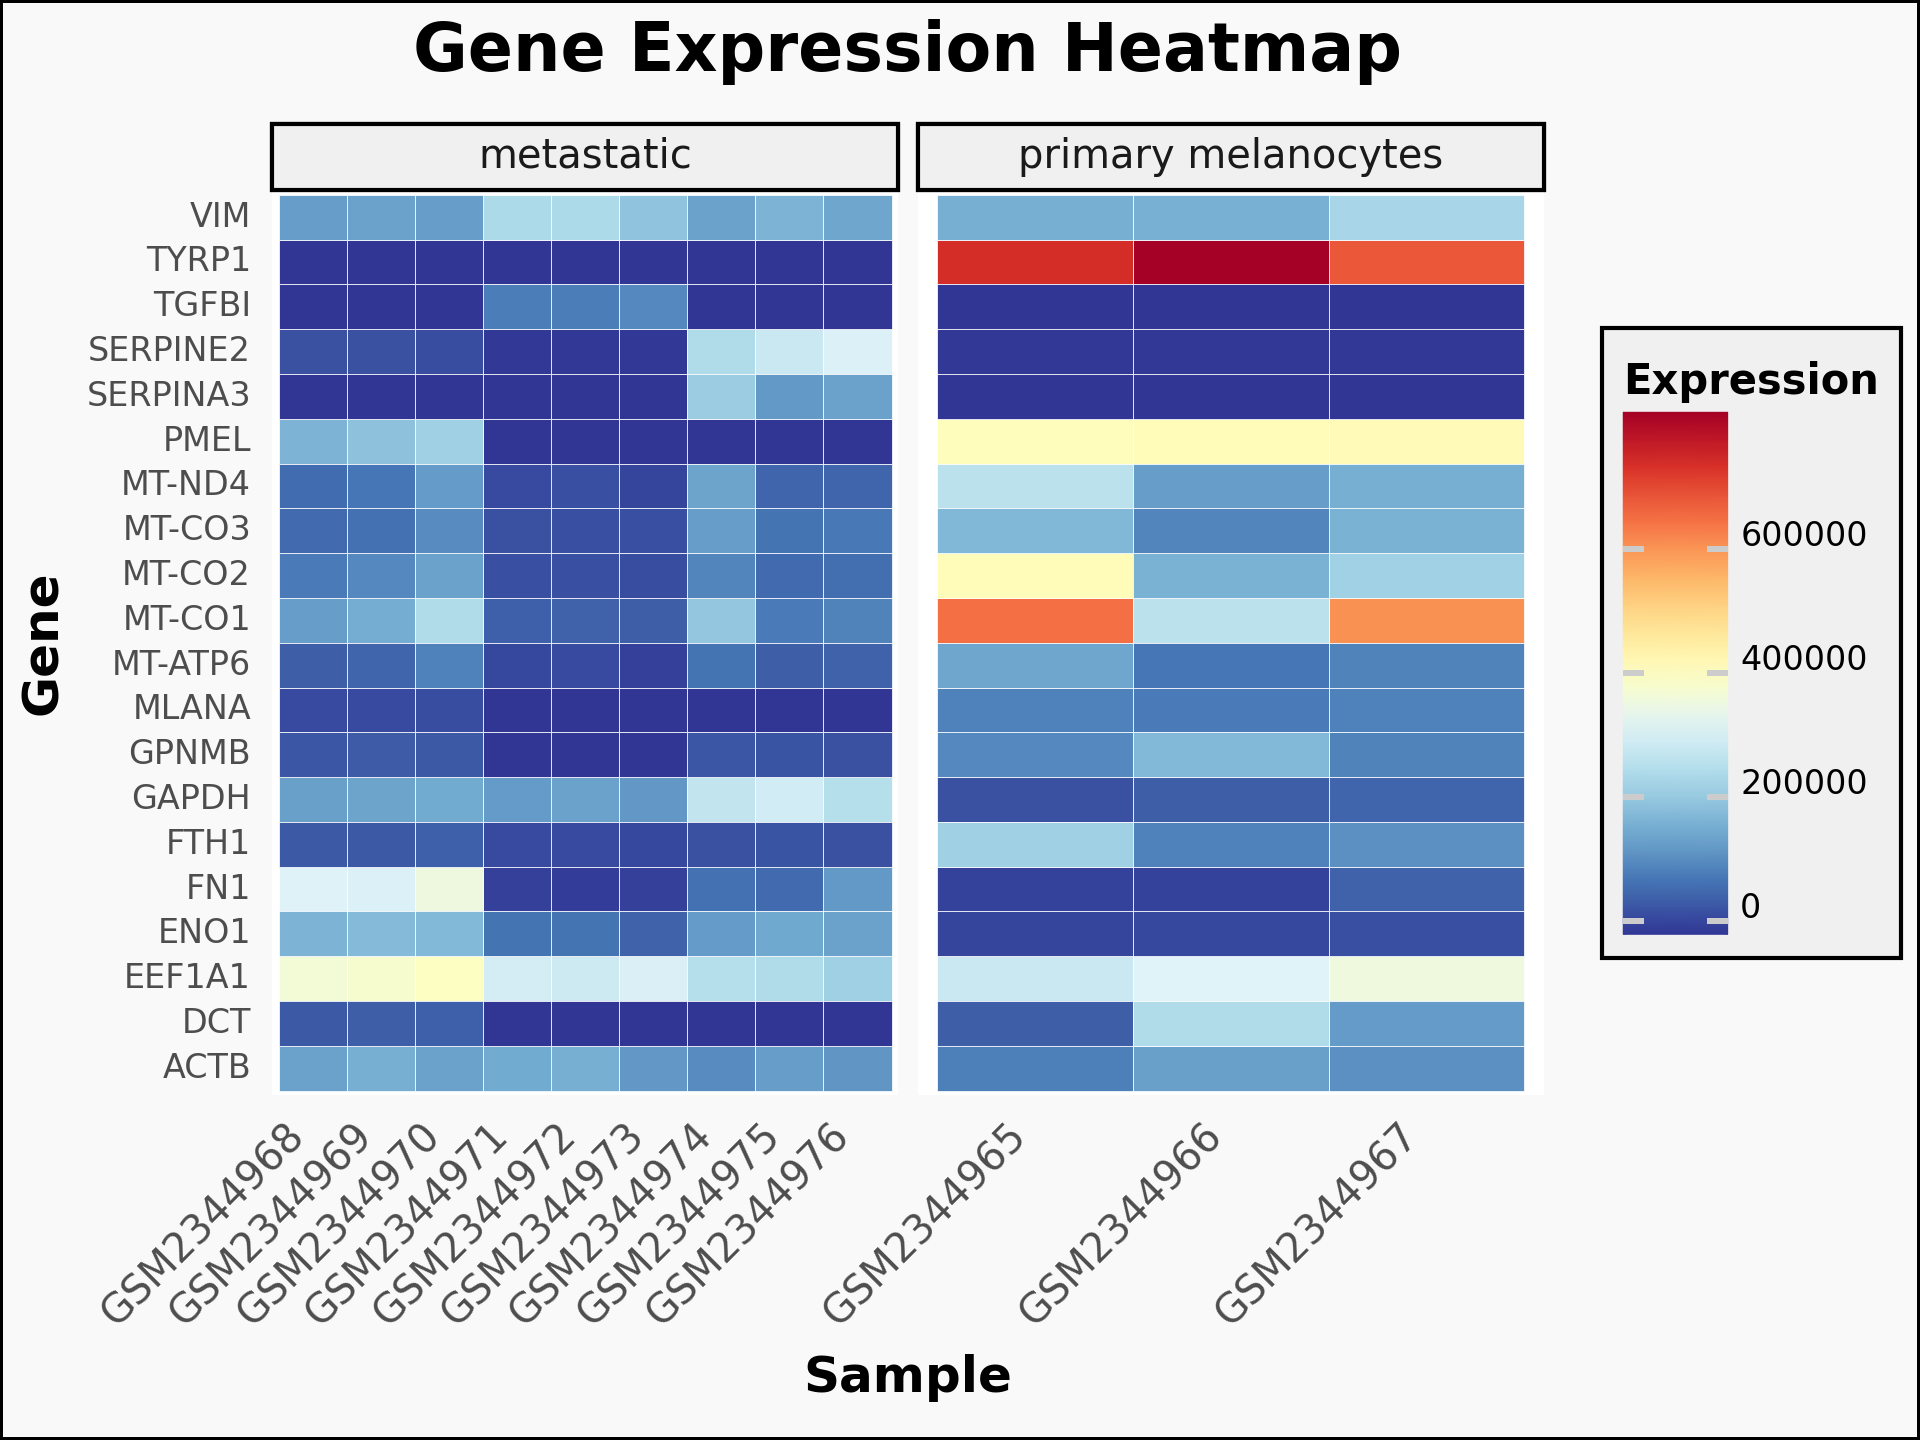 Gene Expression Heatmap
metastatic
primary melanocytes
Gene
VIM
TYRP1
TGFBI
SERPINE2
SERPINA3
PMEL
MT-ND4
MT-CO3
MT-CO2
MT-CO1
MT-ATP6
MLANA
GPNMB
GAPDH
FTH1
FN1
ENO1
EEF1A1
DCT
ACTB
GSM2344968
GSM2344969
GSM2344970
GSM2344971
GSM2344972
GSM2344973
GSM2344974
GSM2344975
GSM2344976
GSM2344965
GSM2344966
GSM2344967
Sample
Expression
600000
400000
200000
0